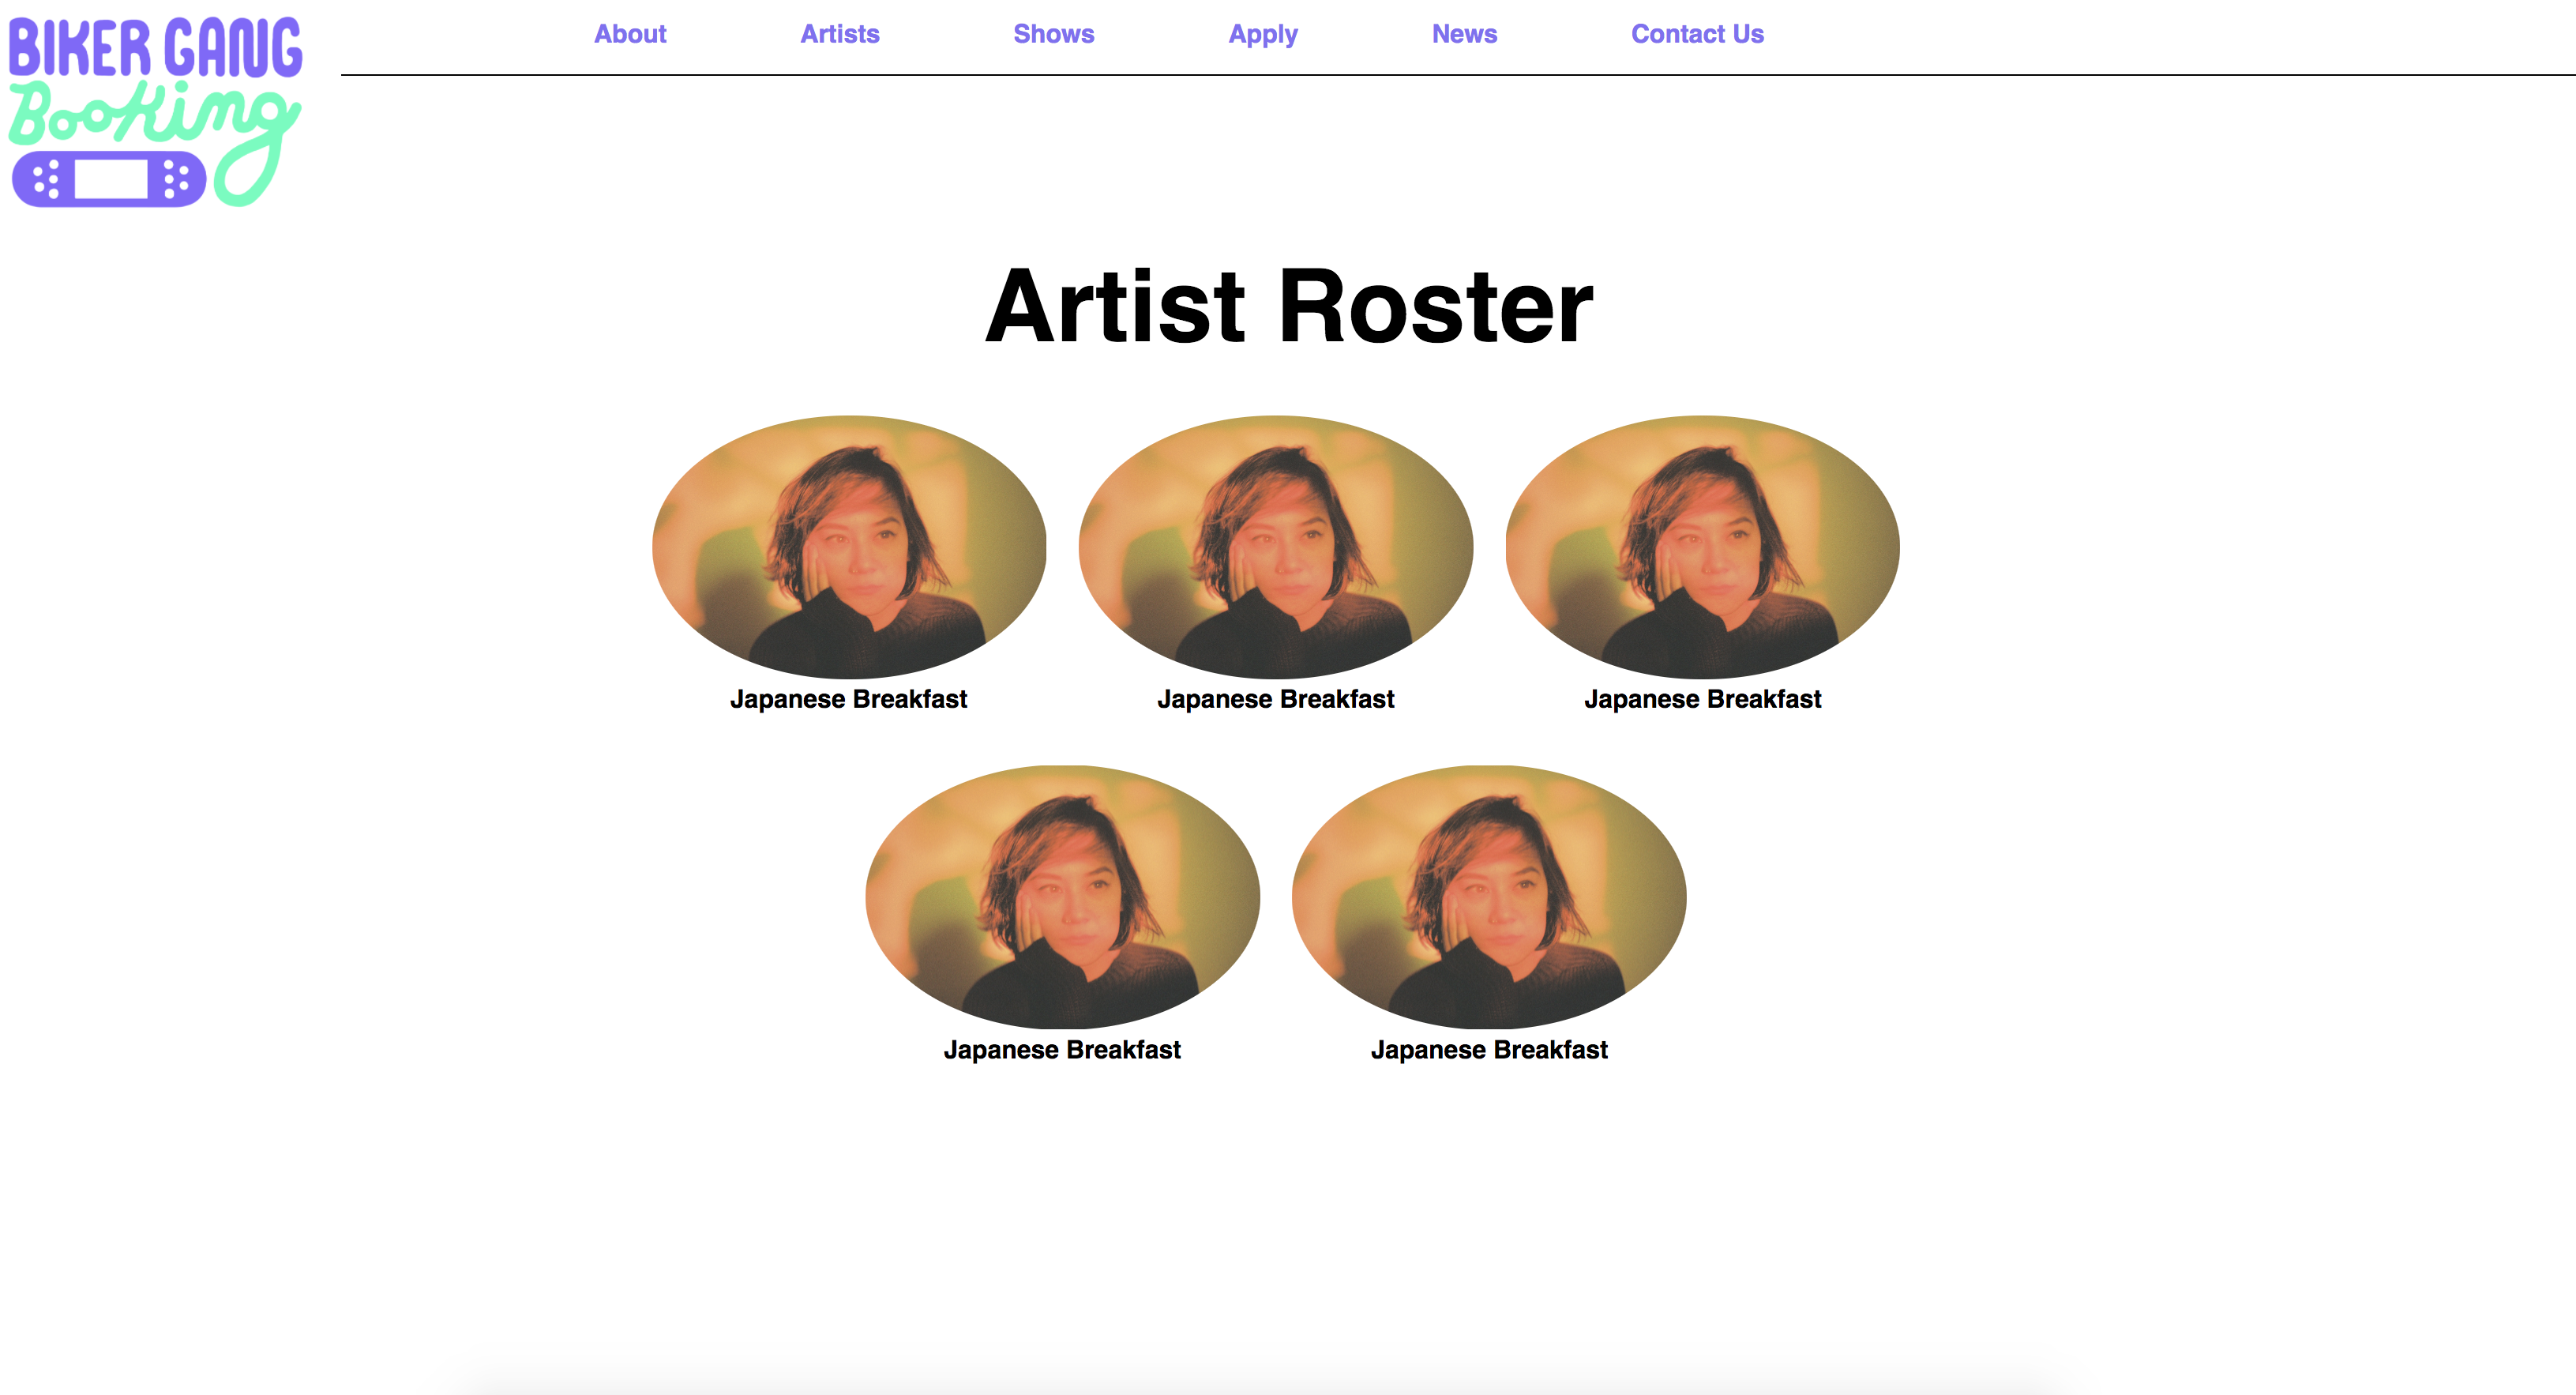 BIKER GANG
Booking
About Artists Shows Apply News Contact Us
Artist Roster
Japanese Breakfast Japanese Breakfast Japanese Breakfast
Japanese Breakfast Japanese Breakfast